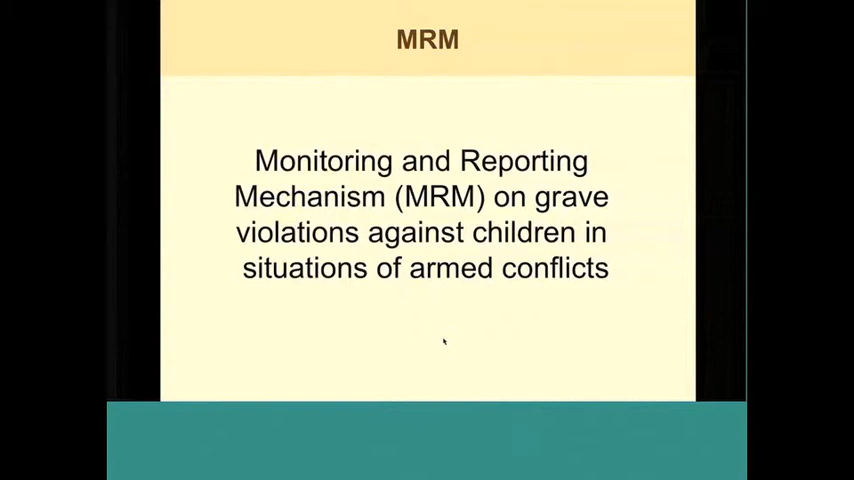 MRM
Monitoring and Reporting
Mechanism (MRM) on grave
violations against children in
situations of armed conflicts